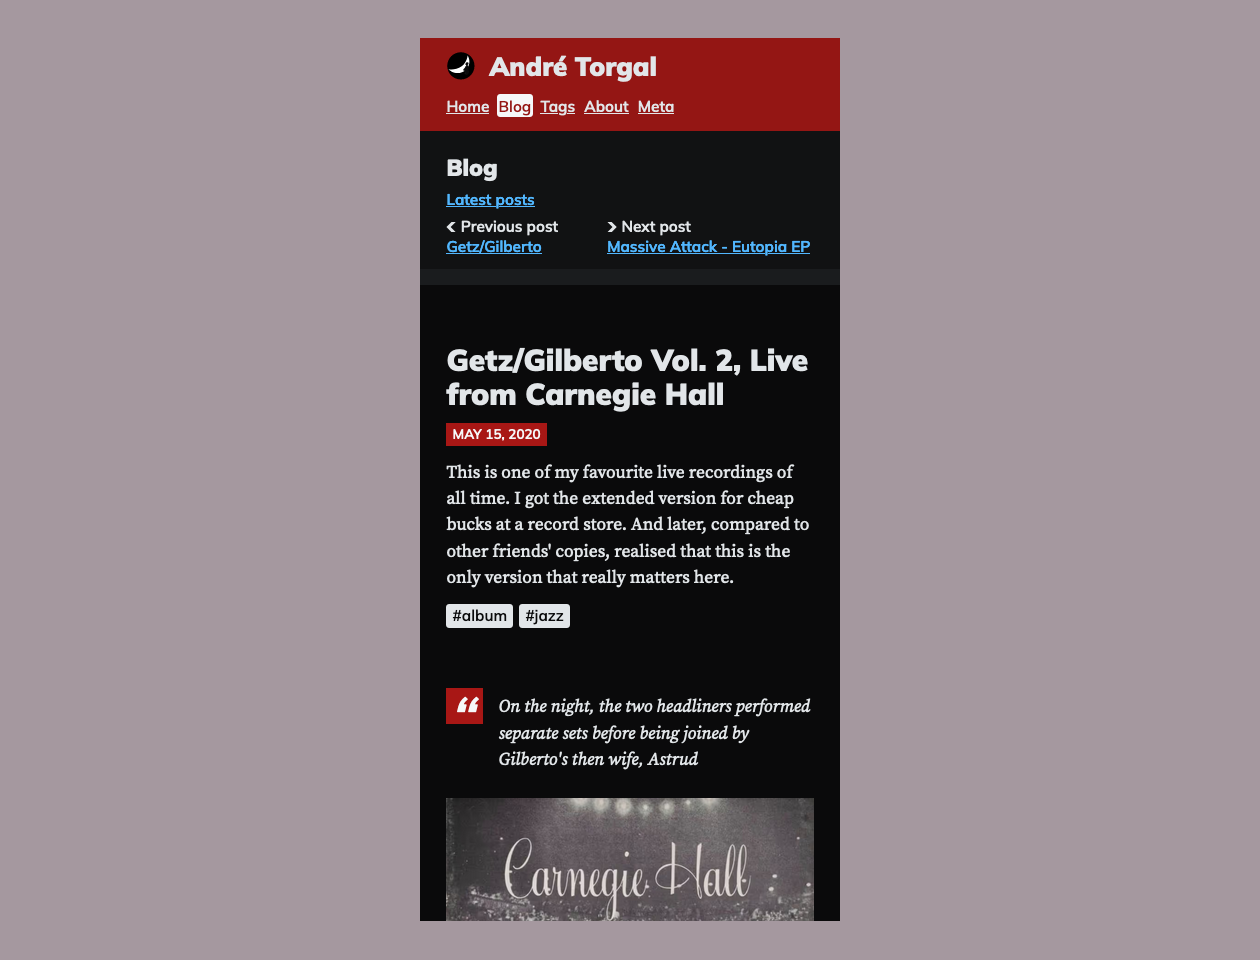 André Torgal
Home Blog Tags About Meta
Blog
Latest posts
Previous post
Getz/Gilberto
Next post
Massive Attack - Eutopia EP
Getz/Gilberto Vol. 2, Live
from Carnegie Hall
MAY 15, 2020
This is one of my favourite live recordings of
all time. I got the extended version for cheap
bucks at a record store. And later, compared to
other friends' copies, realised that this is the
only version that really matters here.
#album #jazz
“
On the night, the two headliners performed
separate sets before being joined by
Gilberto's then wife, Astrud
Carnegie Hall